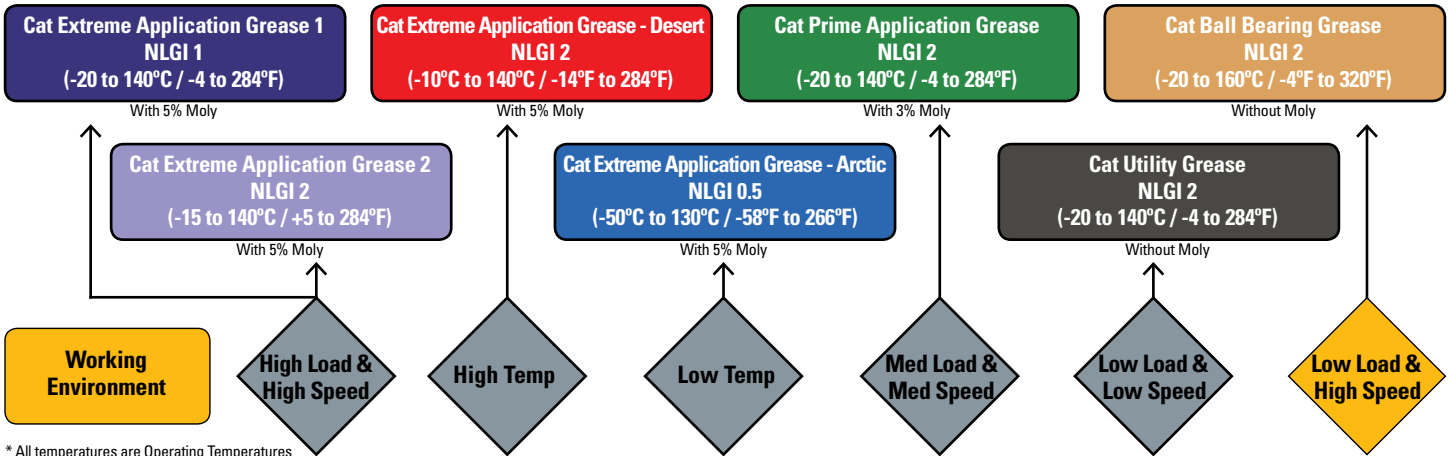 Cat Extreme Application Grease 1
NLGI 1
(-20 to 140ºC / -4 to 284ºF)
With 5% Moly
Cat Extreme Application Grease - Desert
NLGI 2
(-10ºC to 140ºC / -14ºF to 284ºF)
With 5% Moly
Cat Prime Application Grease
NLGI 2
(-20 to 140ºC / -4 to 284ºF)
With 3% Moly
Cat Ball Bearing Grease
NLGI 2
(-20 to 160ºC / -4ºF to 320ºF)
Without Moly
Cat Extreme Application Grease 2
NLGI 2
(-15 to 140ºC / +5 to 284ºF)
With 5% Moly
Cat Extreme Application Grease - Arctic
NLGI 0.5
(-50ºC to 130ºC / -58ºF to 266ºF)
With 5% Moly
Cat Utility Grease
NLGI 2
(-20 to 140ºC / -4 to 284ºF)
Without Moly
Working
Environment
High Load &
High Speed
High Temp
Low Temp
Med Load &
Med Speed
Low Load &
Low Speed
Low Load &
High Speed
* All temperatures are Operating Temperatures